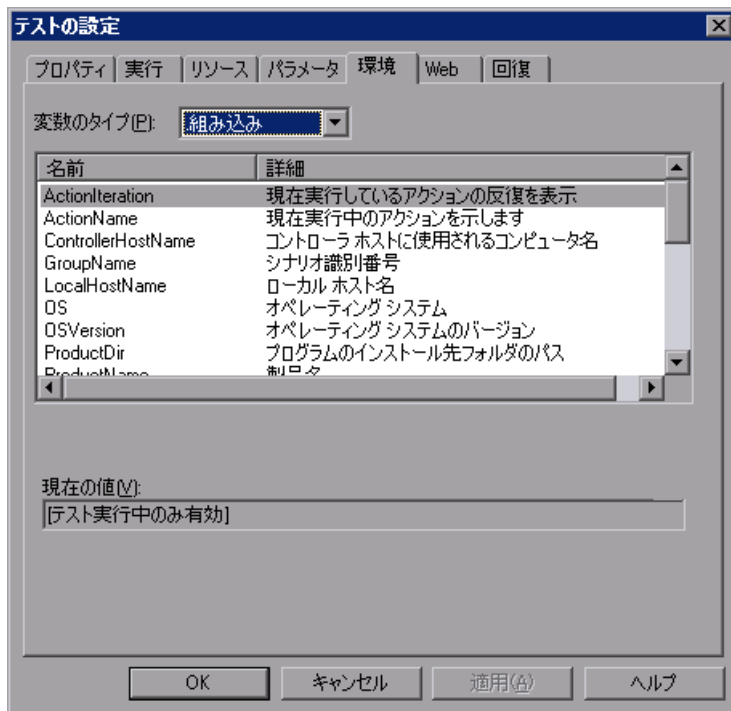 テストの設定
プロパティ 実行 リソース パラメータ 環境 Web 回復
変数のタイプ(P): 組み込み
名前 詳細
ActionIteration 現在実行しているアクションの反復を表示
ActionName 現在実行中のアクションを示します
ControllerHostName コントローラ ホストに使用されるコンピュータ名
GroupName シナリオ識別番号
LocalHostName ローカル ホスト名
OS オペレーティング システム
OSVersion オペレーティング システムのバージョン
ProductDir プログラムのインストール先フォルダのパス
ProductName 製品名
現在の値(V):
[テスト実行中のみ有効]
OK キャンセル 適用(A) ヘルプ